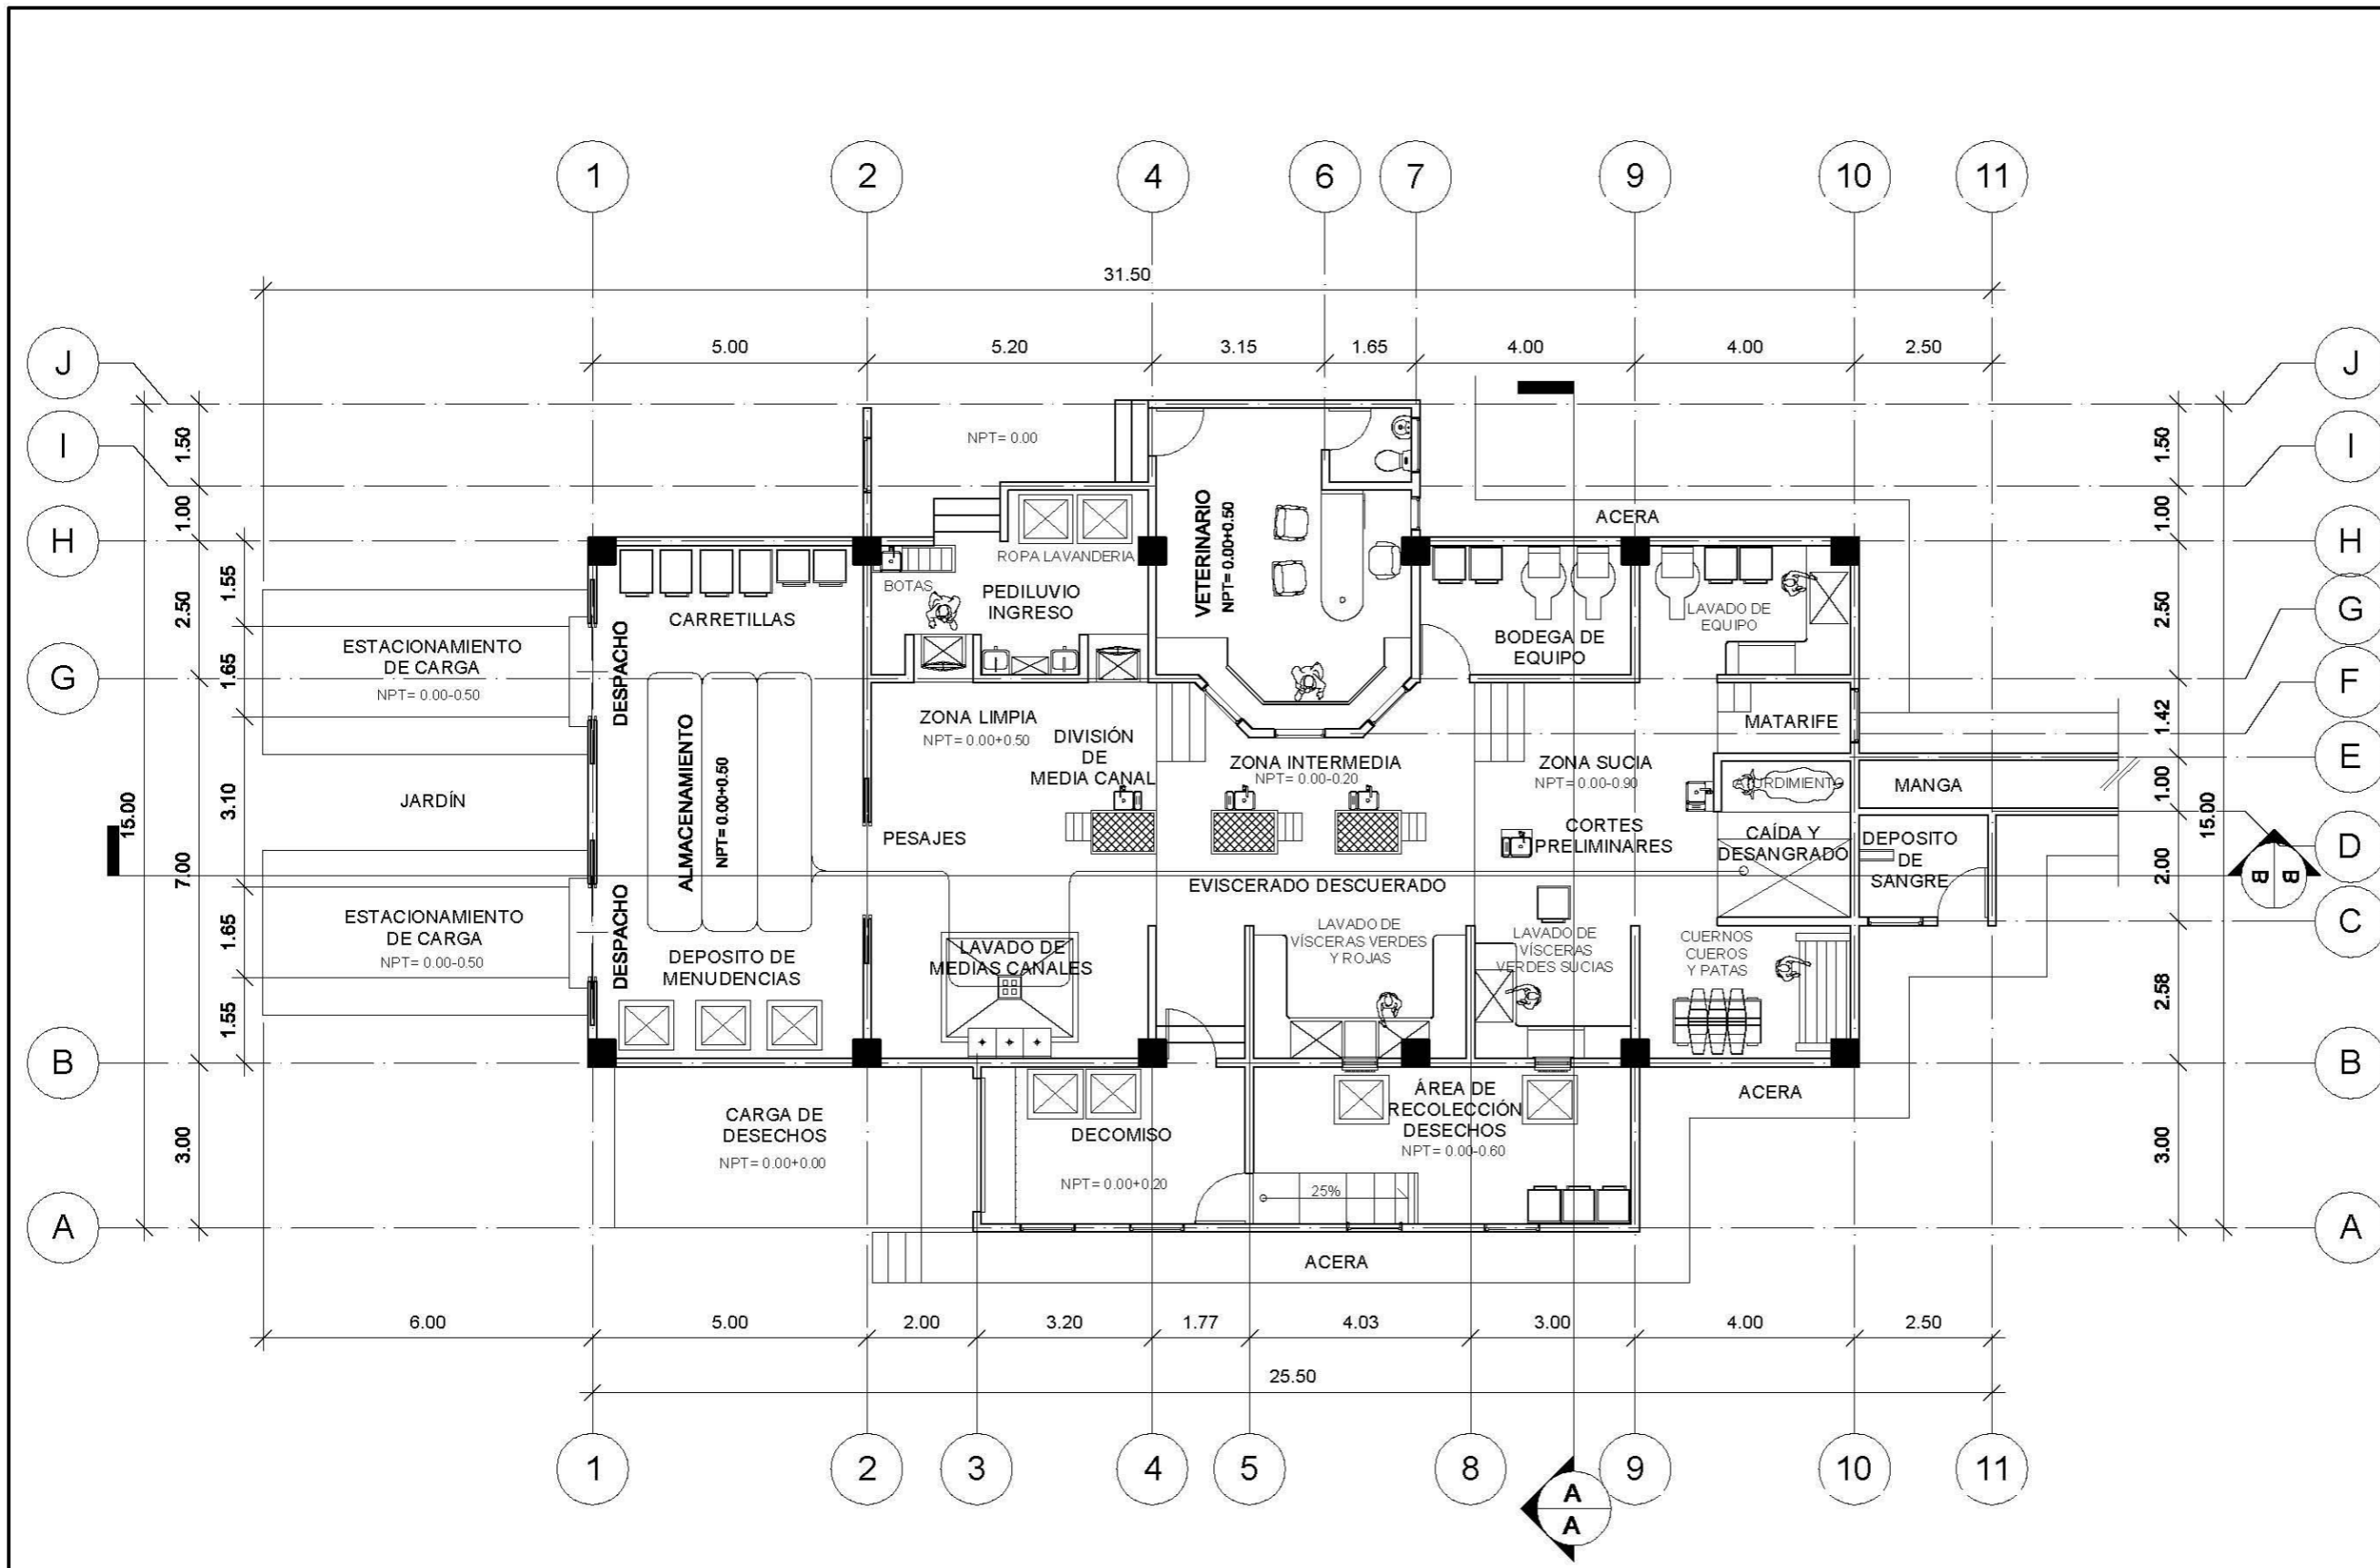 1
2
4
6
7
9
10
11
31.50
5.00
5.20
3.15
1.65
4.00
4.00
2.50
J
I
H
G
B
A
J
I
H
G
F
E
D
C
B
A
1.50
1.00
2.50
7.00
3.00
15.00
1.55
1.65
3.10
1.65
1.55
1.50
1.00
2.50
1.42
1.00
2.00
2.58
3.00
15.00
NPT= 0.00
ROPA LAVANDERIA
BOTAS
PEDILUVIO
INGRESO
VETERINARIO
NPT= 0.00+0.50
ACERA
BODEGA DE
EQUIPO
LAVADO DE
EQUIPO
CARRETILLAS
ESTACIONAMIENTO
DE CARGA
NPT= 0.00-0.50
DESPACHO
ALMACENAMIENTO
NPT= 0.00+0.50
JARDÍN
ESTACIONAMIENTO
DE CARGA
NPT= 0.00-0.50
DESPACHO
DEPOSITO DE
MENUDENCIAS
ZONA LIMPIA
NPT= 0.00+0.50
DIVISIÓN
DE
MEDIA CANAL
PESAJES
LAVADO DE
MEDIAS CANALES
ZONA INTERMEDIA
NPT= 0.00-0.20
EVISCERADO DESCUERADO
LAVADO DE
VÍSCERAS VERDES
Y ROJAS
ZONA SUCIA
NPT= 0.00-0.90
CORTES
PRELIMINARES
LAVADO DE
VÍSCERAS
VERDES SUCIAS
MATARIFE
MANGA
CAÍDA Y
DESANGRADO
DEPOSITO
DE
SANGRE
CUERNOS
CUEROS
Y PATAS
B B
ACERA
CARGA DE
DESECHOS
NPT= 0.00+0.00
DECOMISO
NPT= 0.00+0.20
ÁREA DE
RECOLECCIÓN
DESECHOS
NPT= 0.00-0.60
25%
ACERA
6.00
5.00
2.00
3.20
1.77
4.03
3.00
4.00
2.50
25.50
1
2
3
4
5
8
9
10
11
A
A